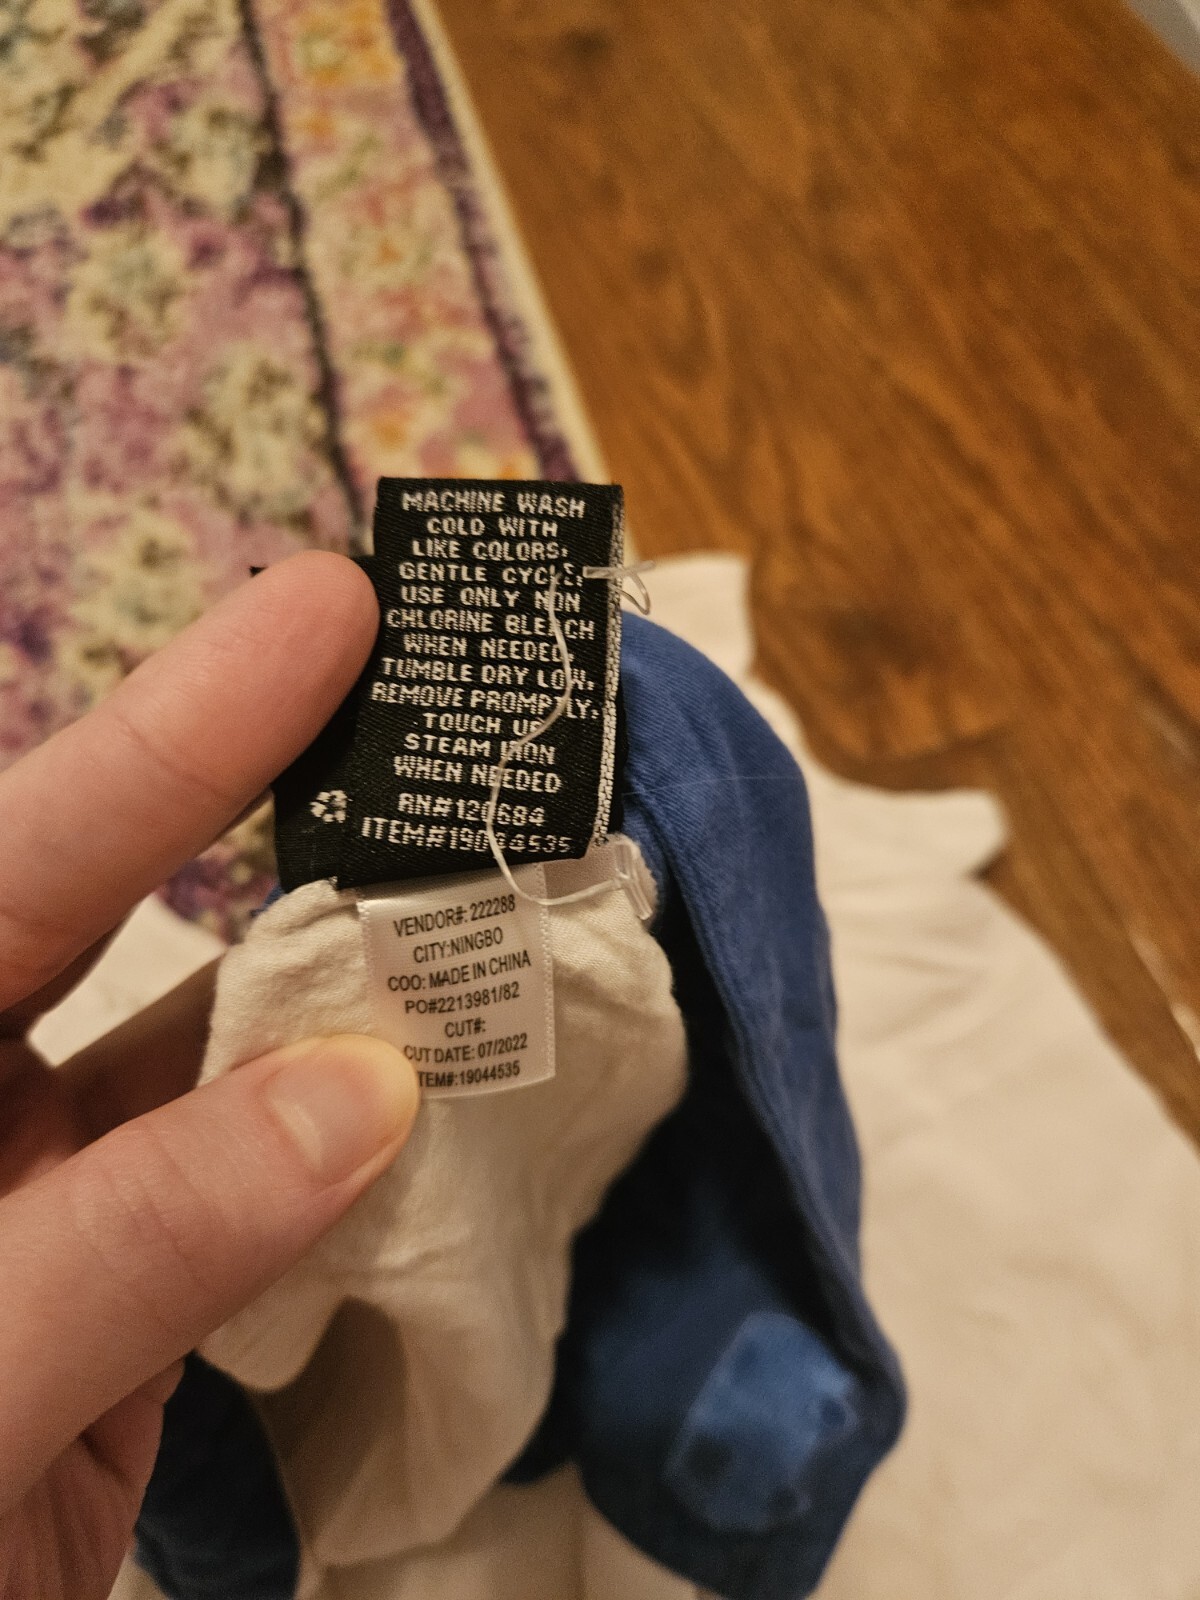 MACHINE WASH
COLD WITH
LIKE COLORS,
GENTLE CYCLE,
USE ONLY NON
CHLORINE BLEACH
WHEN NEEDED,
TUMBLE DRY LOW,
REMOVE PROMPTLY,
TOUCH UP
STEAM IRON
WHEN NEEDED
RN#120684
ITEM#19044535
VENDOR#: 222288
CITY:NINGBO
COO: MADE IN CHINA
PO#2213981/82
CUT#:
CUT DATE: 07/2022
ITEM#:19044535